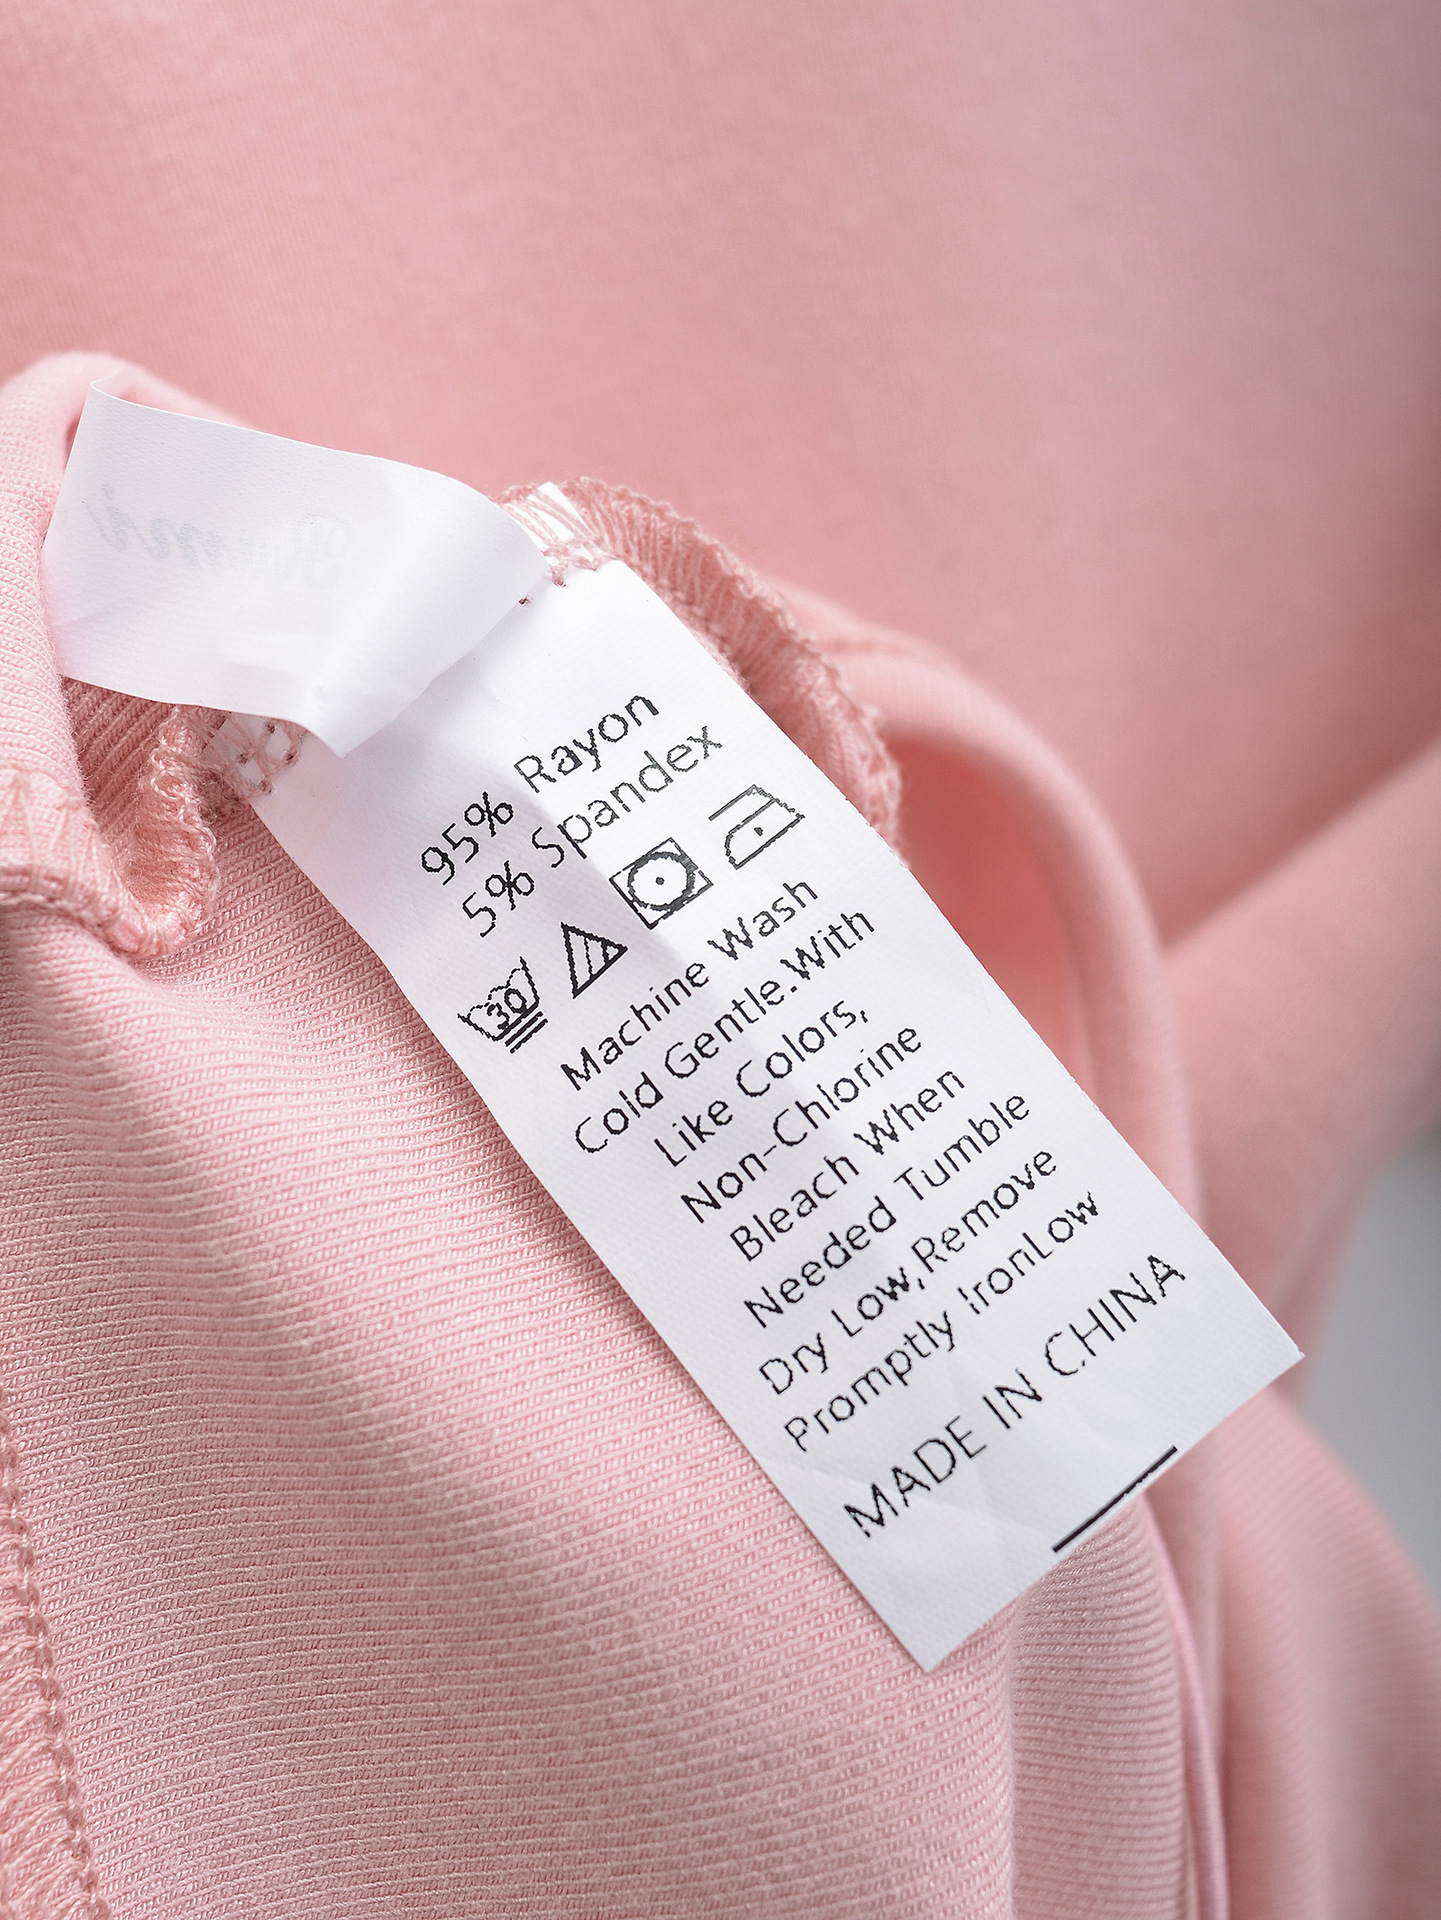 95% Rayon
5% Spandex
30
Machine Wash
Cold Gentle.With
Like Colors,
Non-Chlorine
Bleach When
Needed Tumble
Dry Low,Remove
Promptly IronLow
MADE IN CHINA